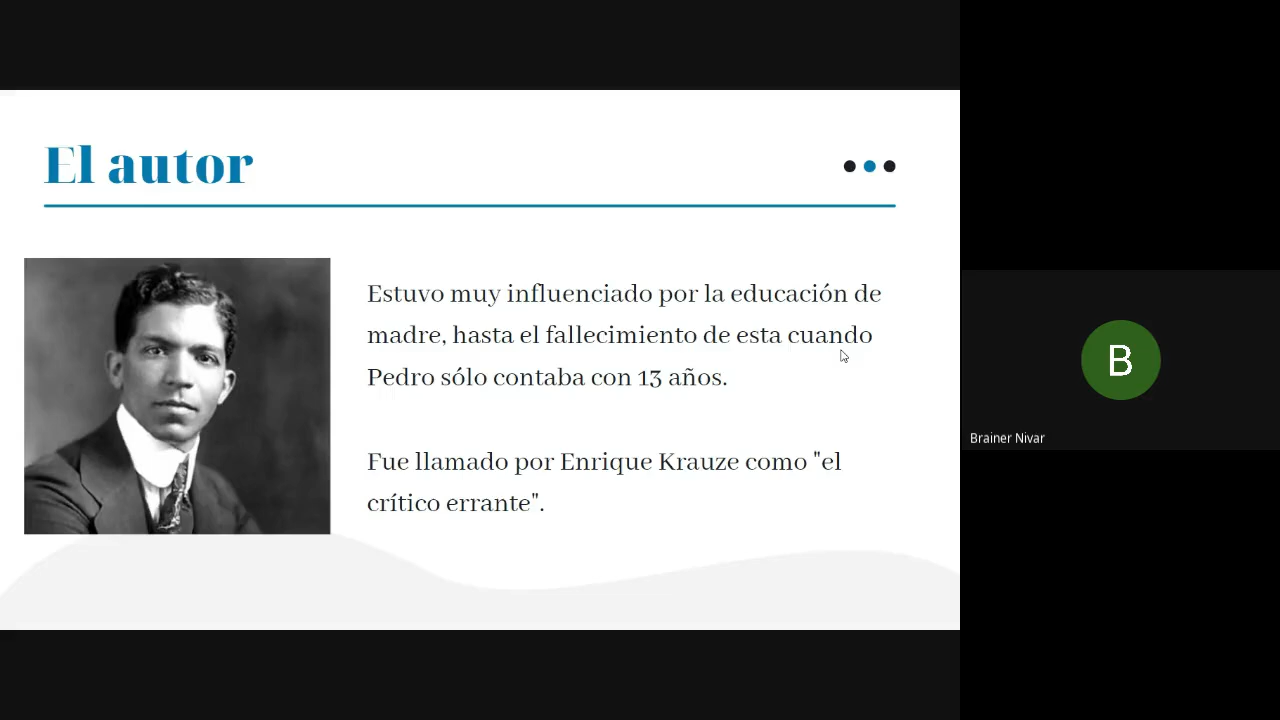 El autor
Estuvo muy influenciado por la educación de
madre, hasta el fallecimiento de esta cuando
Pedro sólo contaba con 13 años.
Fue llamado por Enrique Krauze como "el
crítico errante".
B
Brainer Nivar